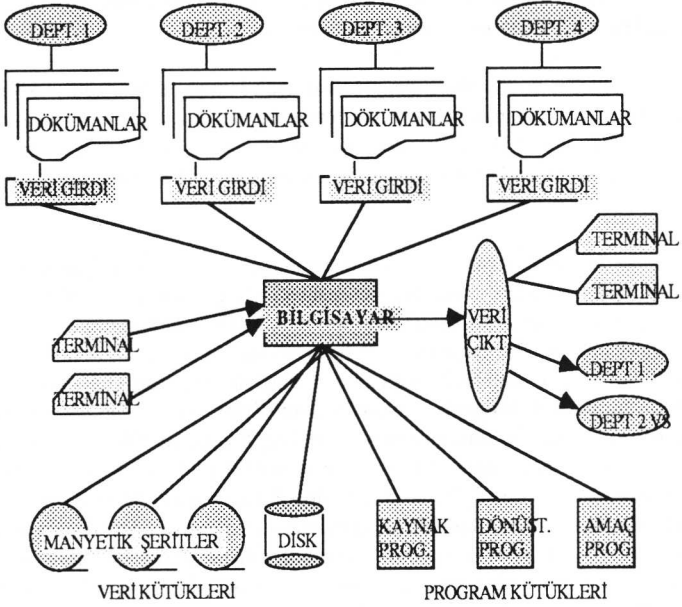 DEPT. 1 DEPT. 2 DEPT. 3 DEPT. 4
DÖKÜMANLAR DÖKÜMANLAR DÖKÜMANLAR DÖKÜMANLAR
VERİ GİRDİ VERİ GİRDİ VERİ GİRDİ VERİ GİRDİ
TERMİNAL
TERMİNAL
BİLGİSAYAR
VERİ
ÇIKT
TERMİNAL
TERMİNAL
DEPT 1
DEPT 2 VS
MANYETİK ŞERİTLER
DİSK
KAYNAK
PROG.
DÖNÜŞT.
PROG.
AMAÇ
PROG
VERİ KÜTÜKLERİ
PROGRAM KÜTÜKLERİ